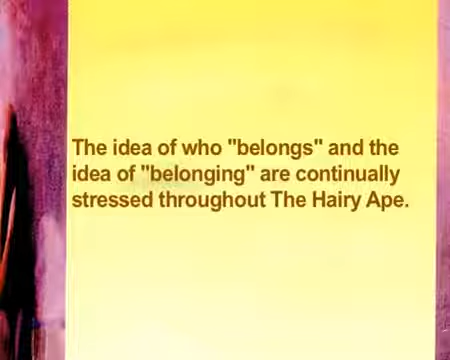 The idea of who "belongs" and the
idea of "belonging" are continually
stressed throughout The Hairy Ape.